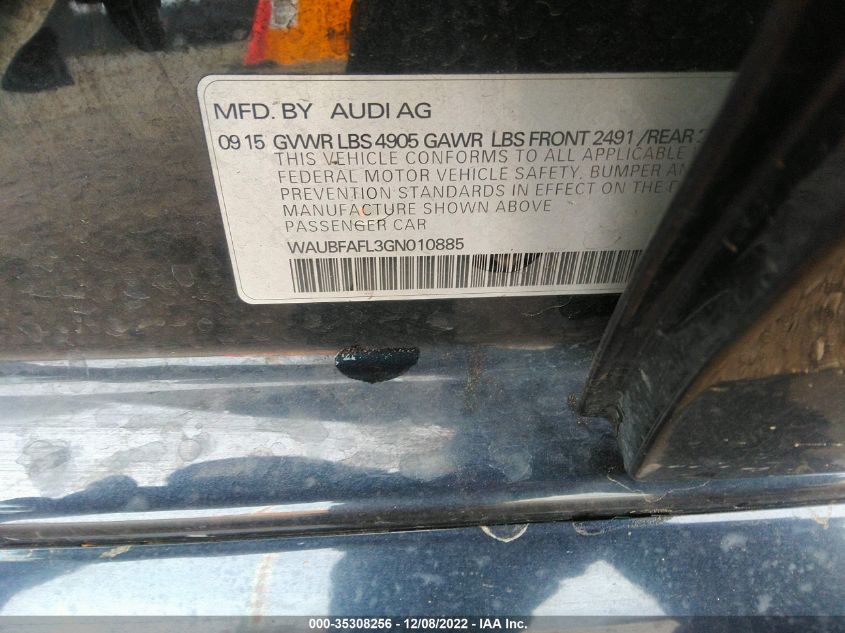 MFD. BY AUDI AG
09 15 GVWR LBS 4905 GAWR LBS FRONT 2491 /REAR
THIS VEHICLE CONFORMS TO ALL APPLICABLE
FEDERAL MOTOR VEHICLE SAFETY. BUMPER
PREVENTION STANDARDS IN EFFECT ON THE
MANUFACTURE SHOWN ABOVE
PASSENGER CAR
WAUBFAFL3GN010885
000-35308256 - 12/08/2022 - IAA Inc.